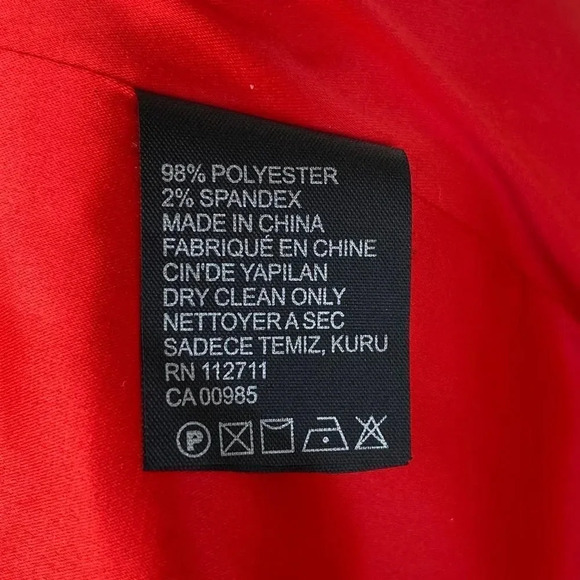 98% POLYESTER
2% SPANDEX
MADE IN CHINA
FABRIQUÉ EN CHINE
CIN'DE YAPILAN
DRY CLEAN ONLY
NETTOYER A SEC
SADECE TEMIZ, KURU
RN 112711
CA 00985
P